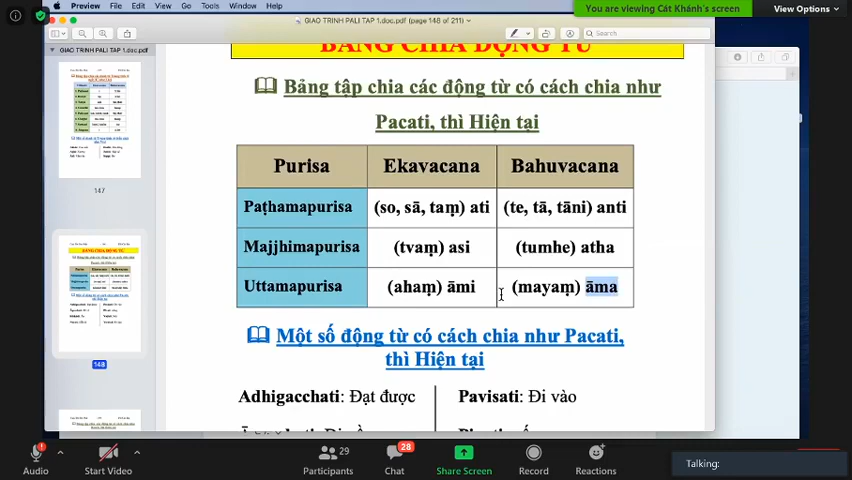 Preview File Edit View Go Tools Window Help
You are viewing Cát Khánh's screen
View Options
GIAO TRINH PALI TAP 1.doc.pdf (page 148 of 211)
Search
GIAO TRINH PALI TAP 1.doc.pdf
BẢNG CHIA ĐỘNG TỪ
Bảng tập chia các động từ có cách chia như
Pacati, thì Hiện tại
Purisa Ekavacana Bahuvacana
Paṭhamapurisa (so, sā, taṃ) ati (te, tā, tāni) anti
Majjhimapurisa (tvaṃ) asi (tumhe) atha
Uttamapurisa (ahaṃ) āmi (mayaṃ) āma
Một số động từ có cách chia như Pacati,
thì Hiện tại
Adhigacchati: Đạt được Pavisati: Đi vào
147
148
29
28
Audio Start Video Participants Chat Share Screen Record Reactions
Talking: